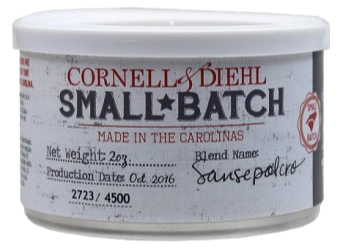 CORNELL & DIEHL
SMALL★BATCH
MADE IN THE CAROLINAS
Net Weight: 2oz.
Blend Name:
Production Date: Oct. 2016
Sansepolcro
2723 / 4500